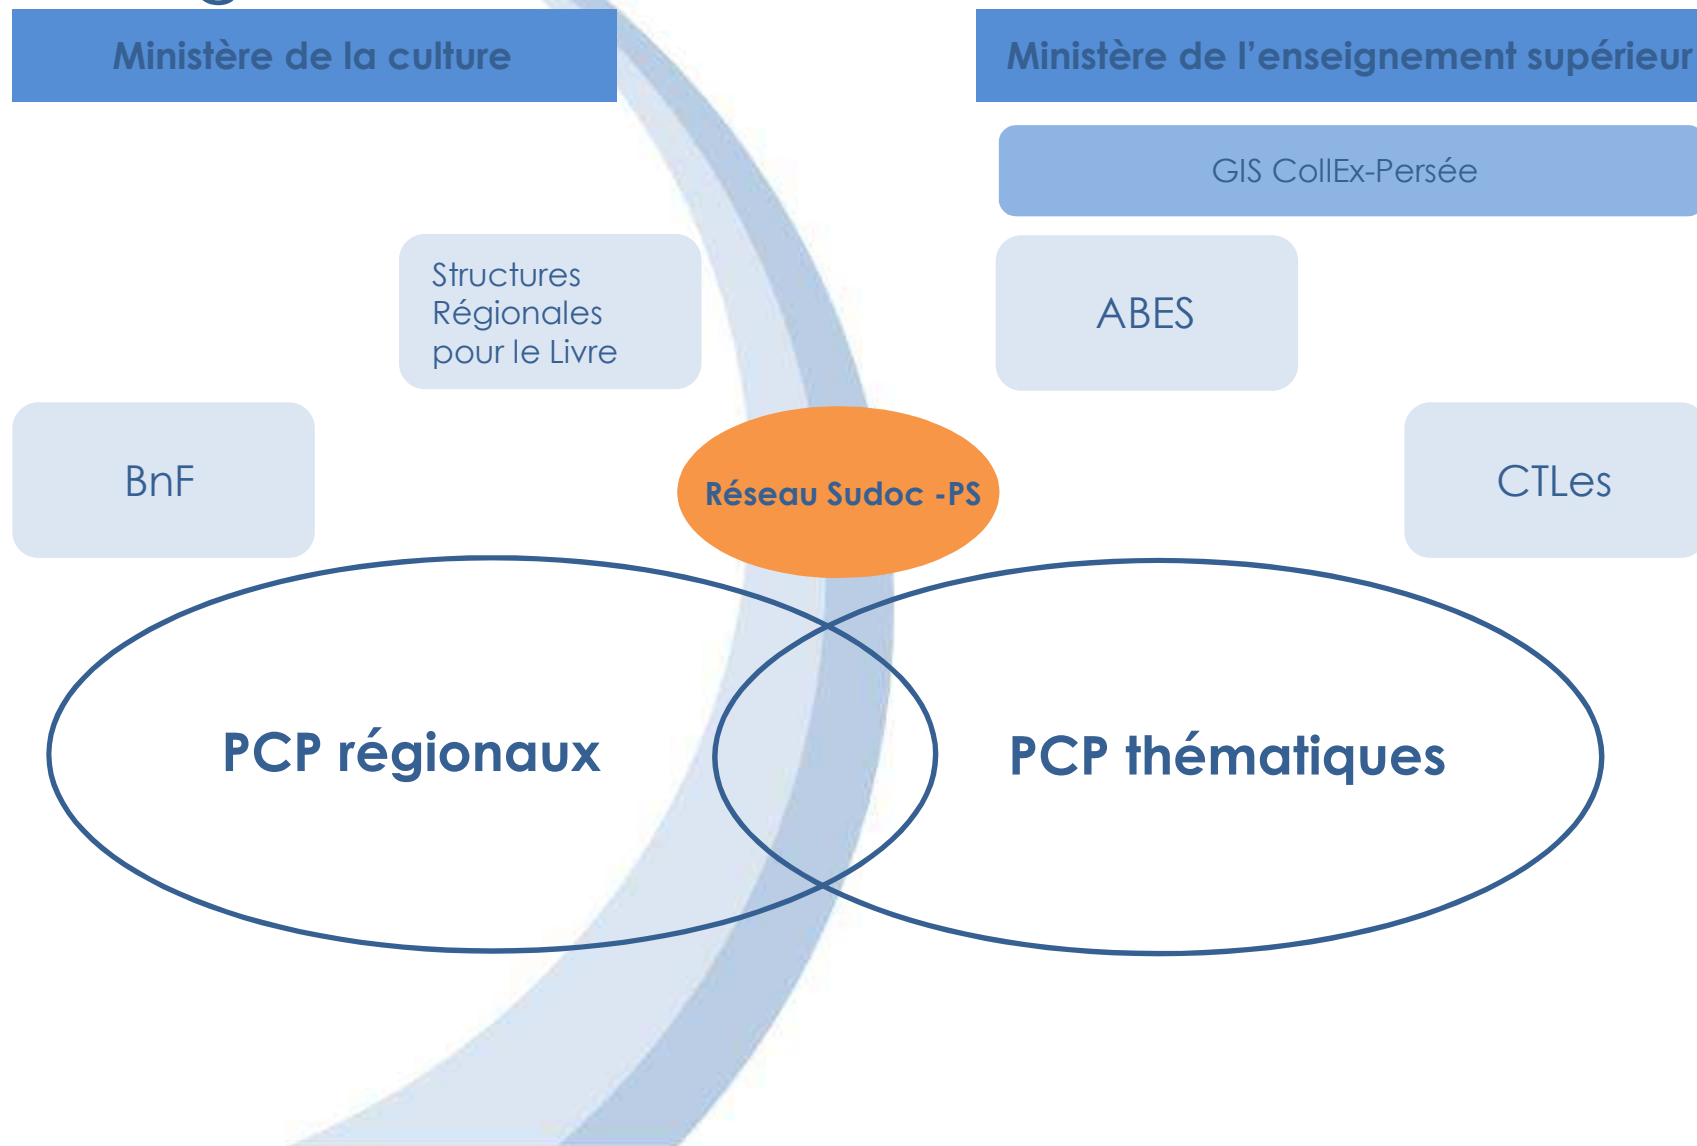 Ministère de la culture
Ministère de l'enseignement supérieur
GIS CollEx-Persée
Structures
Régionales
pour le Livre
ABES
BnF
Réseau Sudoc -PS
CTLes
PCP régionaux
PCP thématiques